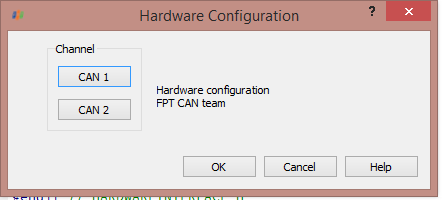 Hardware Configuration
?
Channel
CAN 1
CAN 2
Hardware configuration
FPT CAN team
OK
Cancel
Help